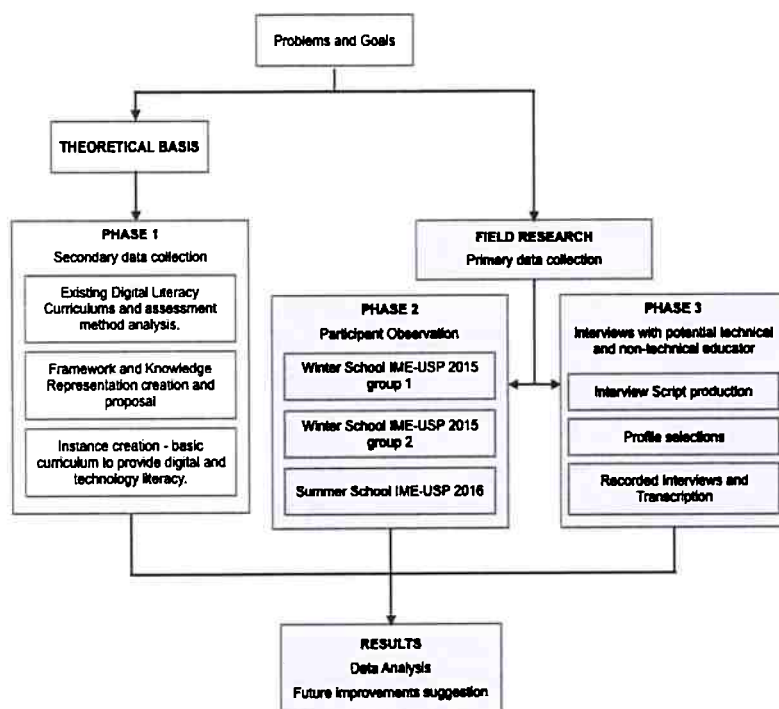 Problems and Goals
THEORETICAL BASIS
PHASE 1
Secondary data collection
Existing Digital Literacy
Curriculums and assessment
method analysis.
Framework and Knowledge
Representation creation and
proposal
Instance creation - basic
curriculum to provide digital and
technology literacy.
FIELD RESEARCH
Primary data collection
PHASE 2
Participant Observation
Winter School IME-USP 2015
group 1
Winter School IME-USP 2015
group 2
Summer School IME-USP 2016
PHASE 3
Interviews with potential technical
and non-technical educator
Interview Script production
Profile selections
Recorded Interviews and
Transcription
RESULTS
Data Analysis
Future improvements suggestion